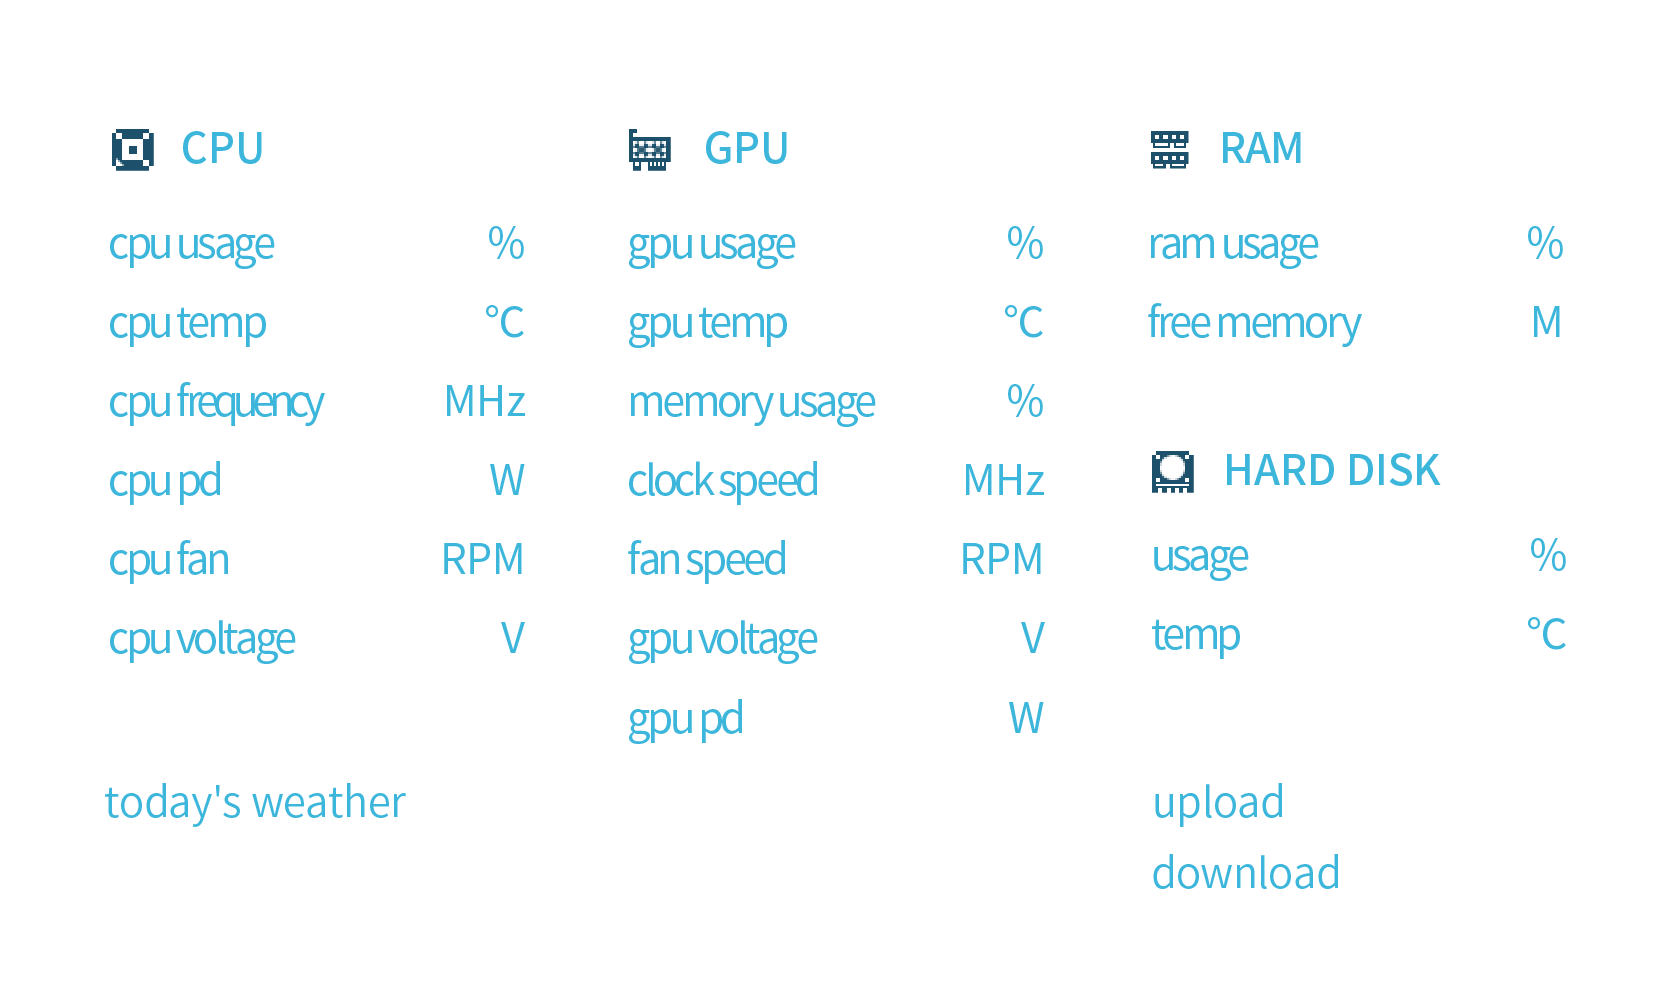 CPU
cpu usage %
cpu temp °C
cpu frequency MHz
cpu pd W
cpu fan RPM
cpu voltage V
GPU
gpu usage %
gpu temp °C
memory usage %
clock speed MHz
fan speed RPM
gpu voltage V
gpu pd W
RAM
ram usage %
free memory M
HARD DISK
usage %
temp °C
today's weather
upload
download